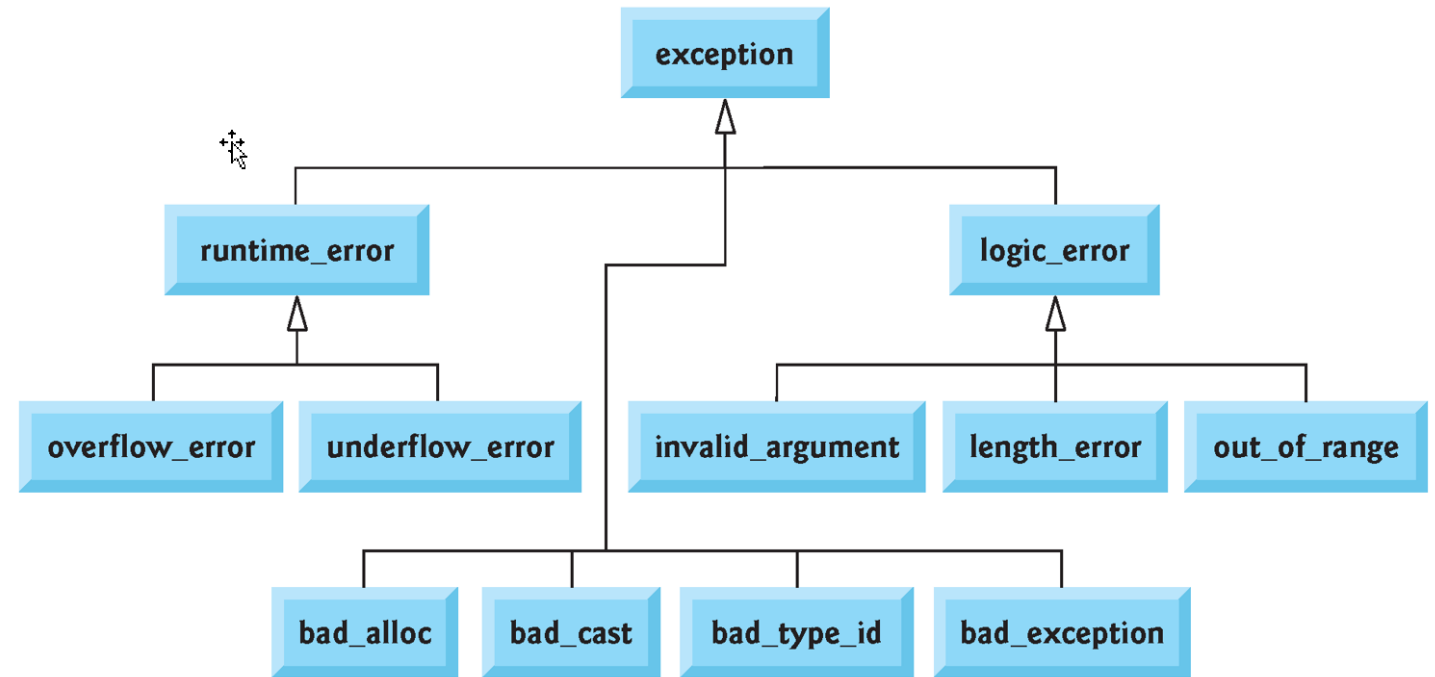 exception
runtime_error
logic_error
overflow_error
underflow_error
invalid_argument
length_error
out_of_range
bad_alloc
bad_cast
bad_type_id
bad_exception